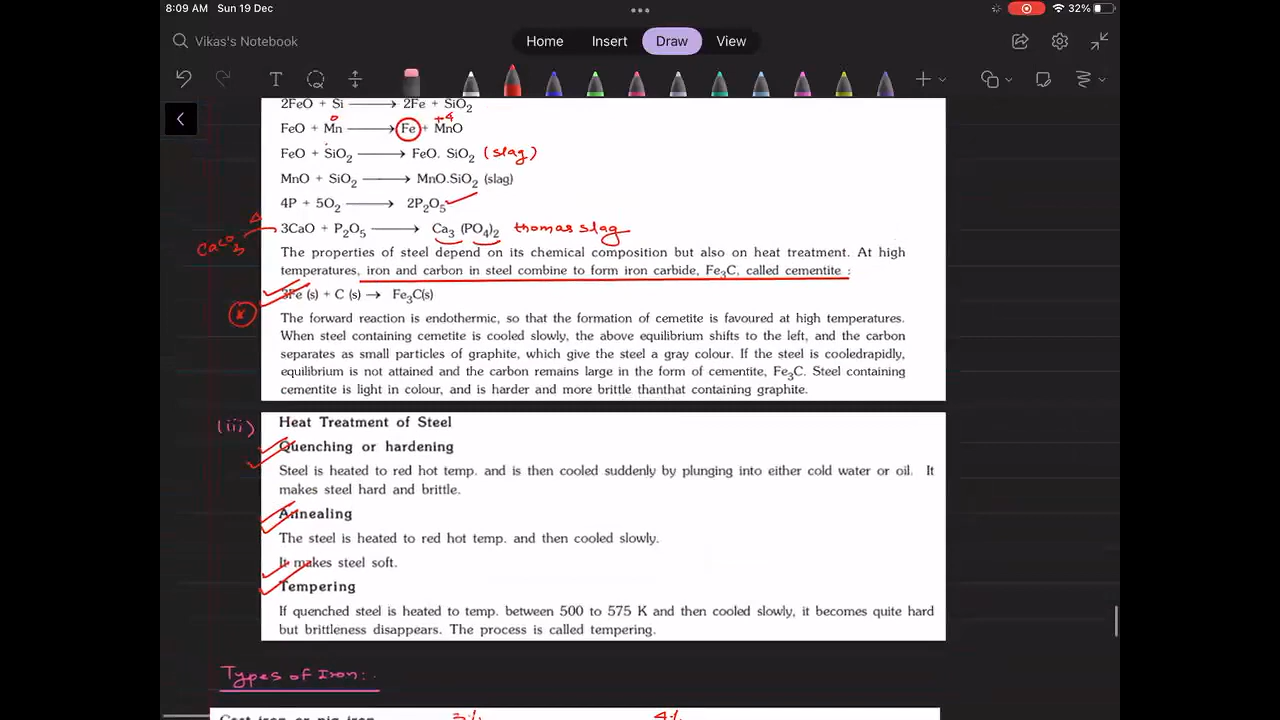 8:09 AM Sun 19 Dec
32%
Vikas's Notebook
Home Insert Draw View
2FeO + Si ⟶ 2Fe + SiO₂
0 +4
FeO + Mn ⟶ Fe + MnO
FeO + SiO₂ ⟶ FeO. SiO₂ (slag)
MnO + SiO₂ ⟶ MnO.SiO₂ (slag)
4P + 5O₂ ⟶ 2P₂O₅
Δ
CaCO₃ 3CaO + P₂O₅ ⟶ Ca₃ (PO₄)₂ thomas slag
The properties of steel depend on its chemical composition but also on heat treatment. At high
temperatures, iron and carbon in steel combine to form iron carbide, Fe₃C, called cementite :
3Fe (s) + C (s) → Fe₃C(s)
The forward reaction is endothermic, so that the formation of cemetite is favoured at high temperatures.
When steel containing cemetite is cooled slowly, the above equilibrium shifts to the left, and the carbon
separates as small particles of graphite, which give the steel a gray colour. If the steel is cooledrapidly,
equilibrium is not attained and the carbon remains large in the form of cementite, Fe₃C. Steel containing
cementite is light in colour, and is harder and more brittle thanthat containing graphite.
(iii) Heat Treatment of Steel
Quenching or hardening
Steel is heated to red hot temp. and is then cooled suddenly by plunging into either cold water or oil. It
makes steel hard and brittle.
Annealing
The steel is heated to red hot temp. and then cooled slowly.
It makes steel soft.
Tempering
If quenched steel is heated to temp. between 500 to 575 K and then cooled slowly, it becomes quite hard
but brittleness disappears. The process is called tempering.
Types of Iron:
Cast iron or pig iron 3% 4%